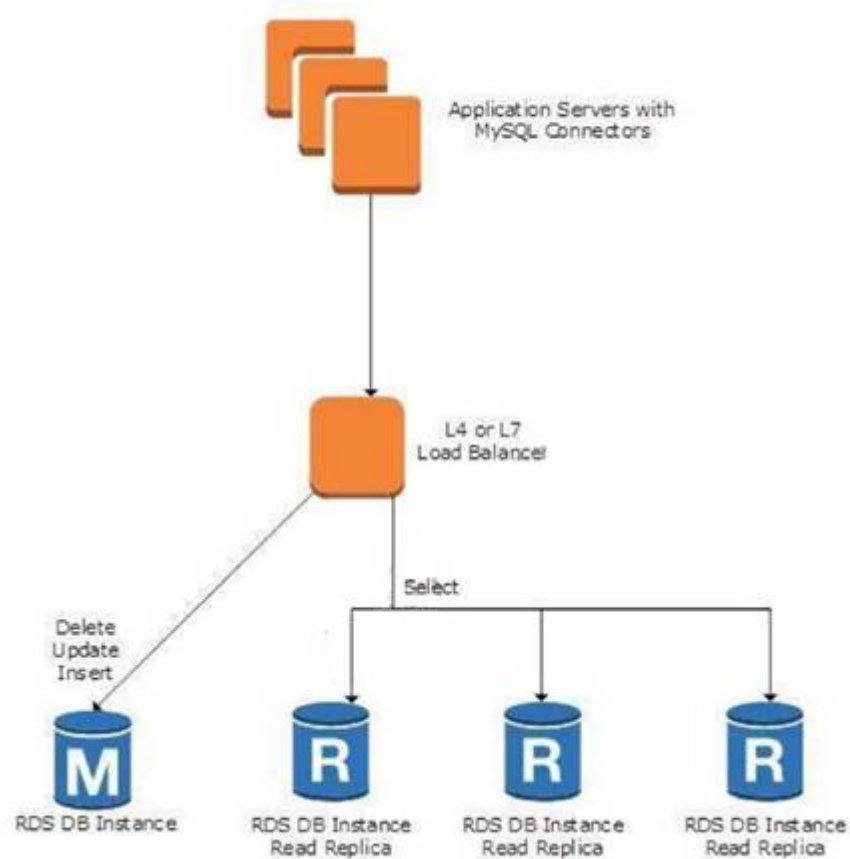 Application Servers with
MySQL Connectors
L4 or L7
Load Balancer
Select
Delete
Update
Insert
M
R
R
R
RDS DB Instance
RDS DB Instance
Read Replica
RDS DB Instance
Read Replica
RDS DB Instance
Read Replica